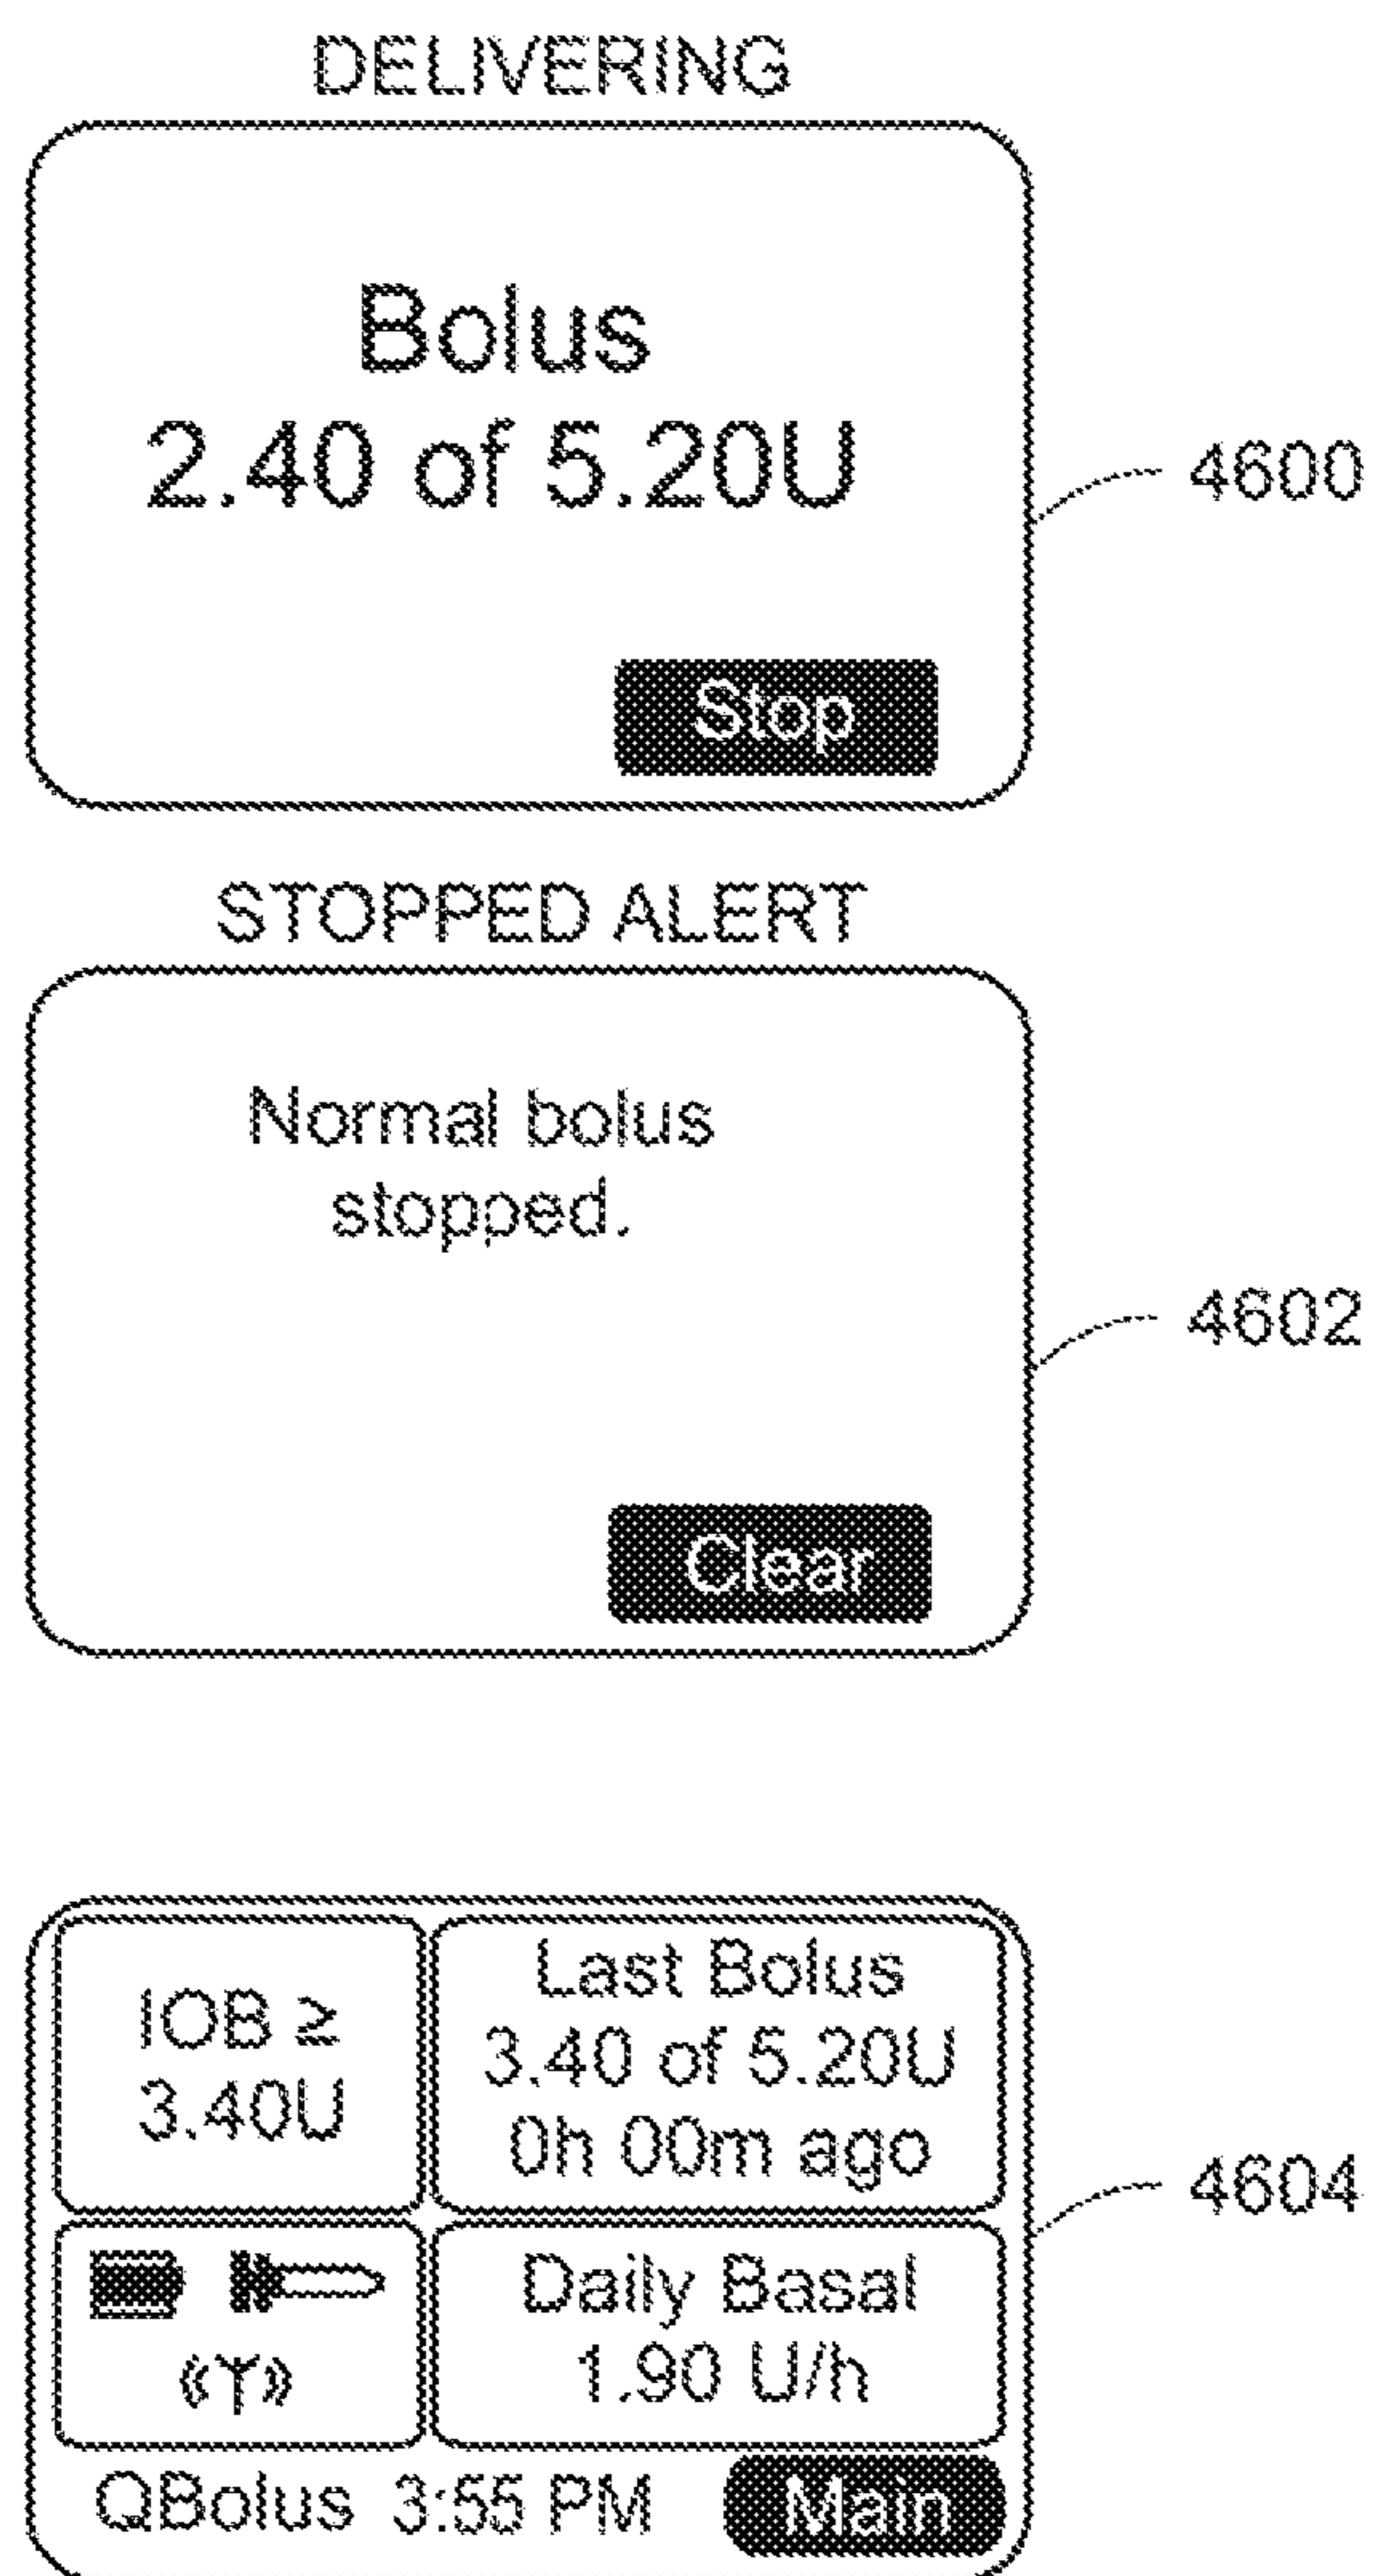 DELIVERING
Bolus
2.40 of 5.20U
4600
Stop
STOPPED ALERT
Normal bolus
stopped.
4602
Clear
IOB ≥
3.40U
Last Bolus
3.40 of 5.20U
0h 00m ago
4604
Daily Basal
1.90 U/h
QBolus 3:55 PM
Main